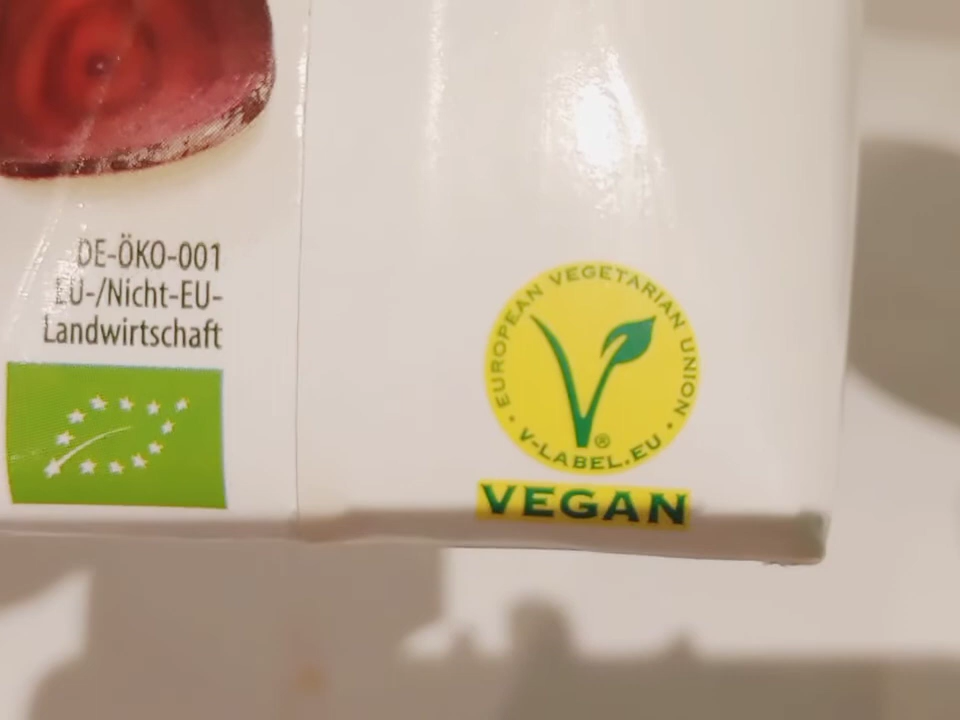 DE-ÖKO-001
EU-/Nicht-EU-
Landwirtschaft
· EUROPEAN VEGETARIAN UNION ·
V-LABEL.EU
®
VEGAN